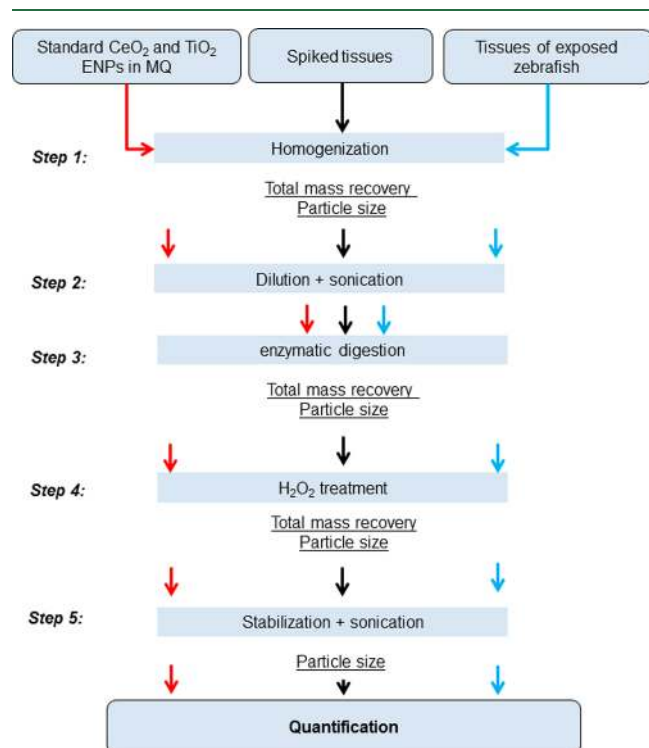 Standard CeO₂ and TiO₂
ENPs in MQ
Spiked tissues
Tissues of exposed
zebrafish
Step 1:
Homogenization
Total mass recovery
Particle size
Step 2:
Dilution + sonication
Step 3:
enzymatic digestion
Total mass recovery
Particle size
Step 4:
H₂O₂ treatment
Total mass recovery
Particle size
Step 5:
Stabilization + sonication
Particle size
Quantification